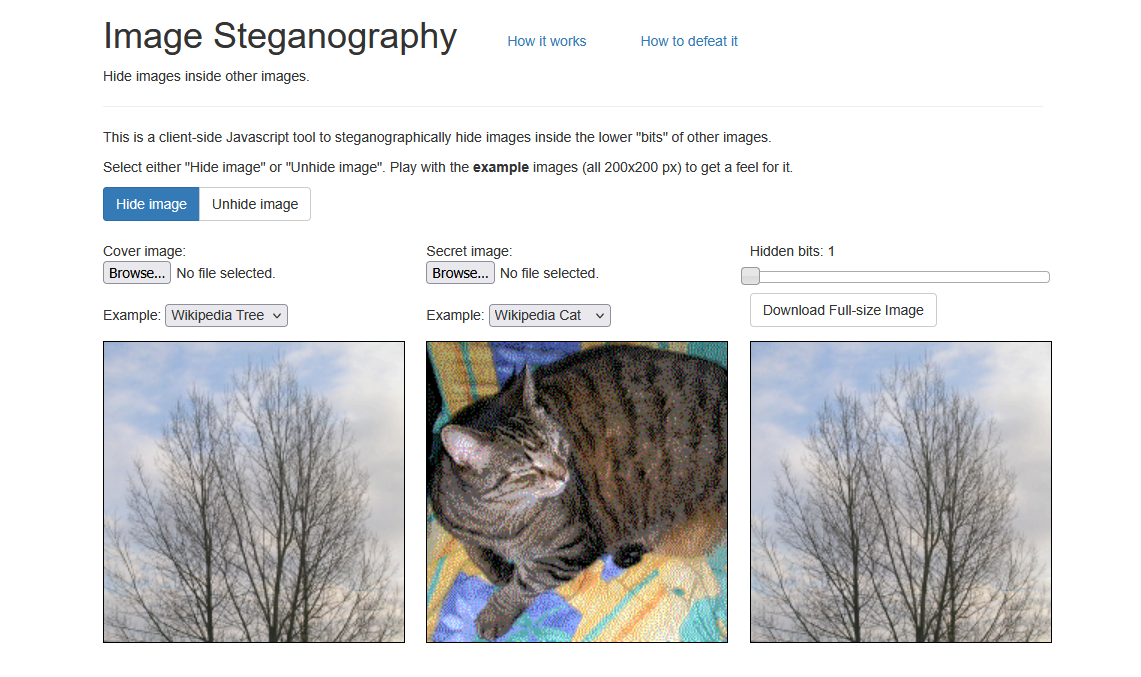 Image Steganography How it works How to defeat it
Hide images inside other images.
This is a client-side Javascript tool to steganographically hide images inside the lower "bits" of other images.
Select either "Hide image" or "Unhide image". Play with the example images (all 200x200 px) to get a feel for it.
Hide image Unhide image
Cover image: Secret image: Hidden bits: 1
Browse... No file selected. Browse... No file selected.
Example: Wikipedia Tree Example: Wikipedia Cat Download Full-size Image